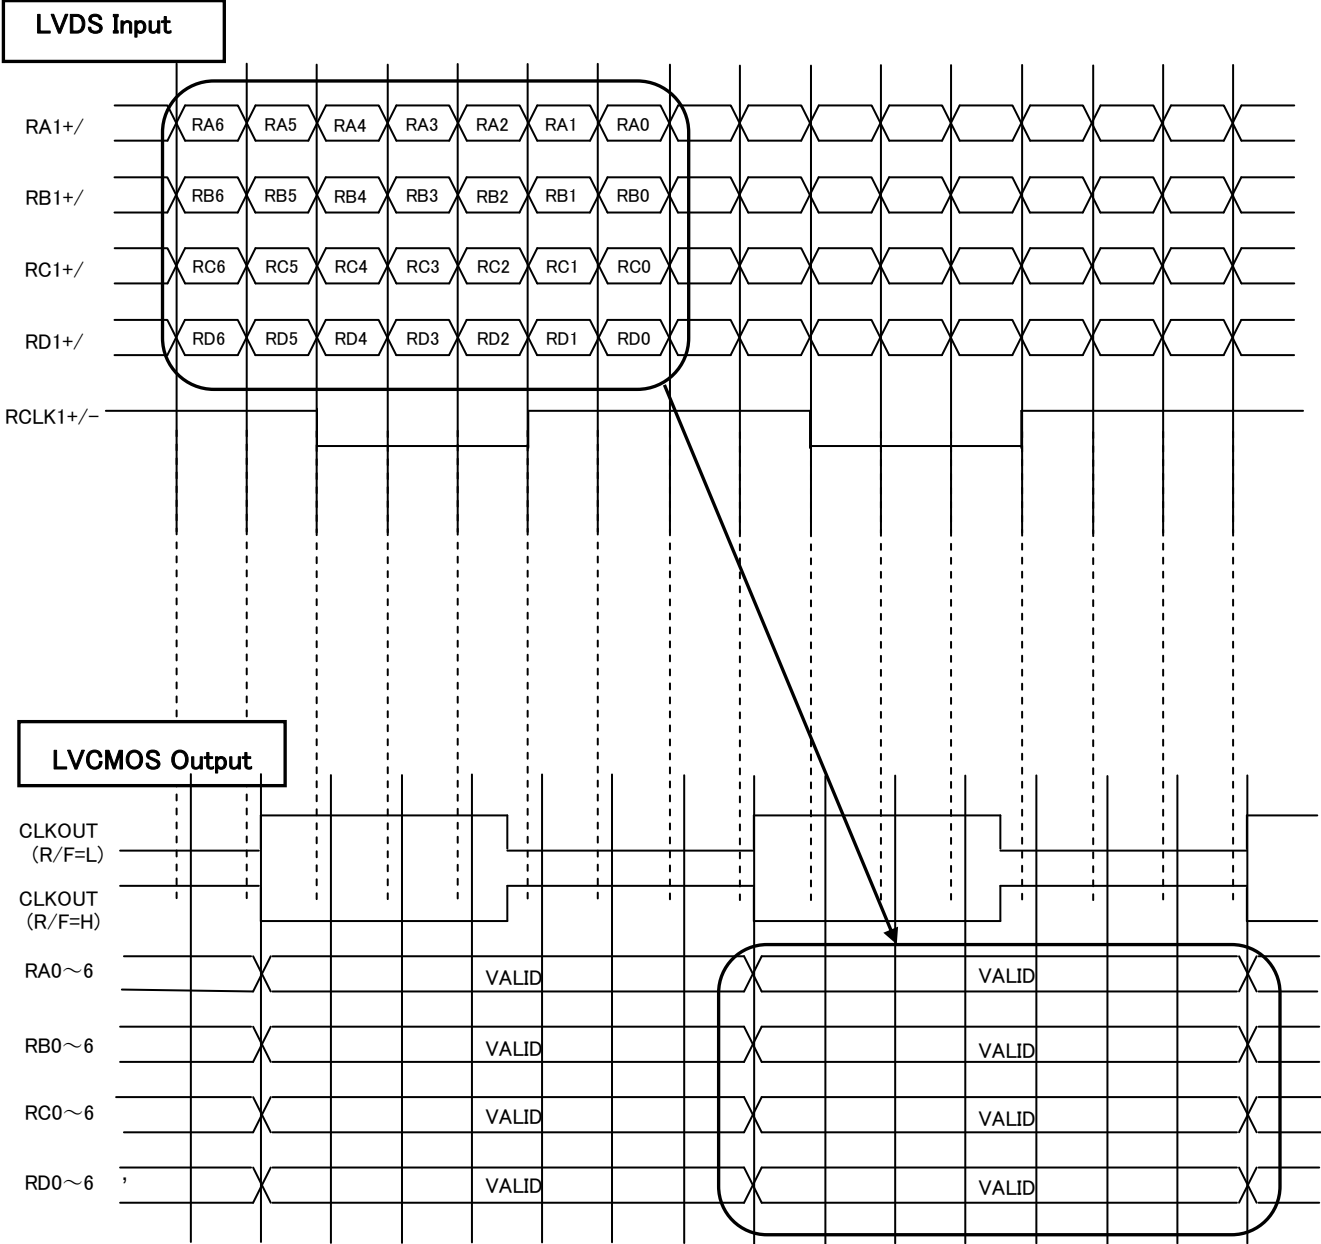 LVDS Input
RA1+/ RA6 RA5 RA4 RA3 RA2 RA1 RA0
RB1+/ RB6 RB5 RB4 RB3 RB2 RB1 RB0
RC1+/ RC6 RC5 RC4 RC3 RC2 RC1 RC0
RD1+/ RD6 RD5 RD4 RD3 RD2 RD1 RD0
RCLK1+/−
LVCMOS Output
CLKOUT
(R/F=L)
CLKOUT
(R/F=H)
RA0～6 VALID VALID
RB0～6 VALID VALID
RC0～6 VALID VALID
RD0～6 , VALID VALID